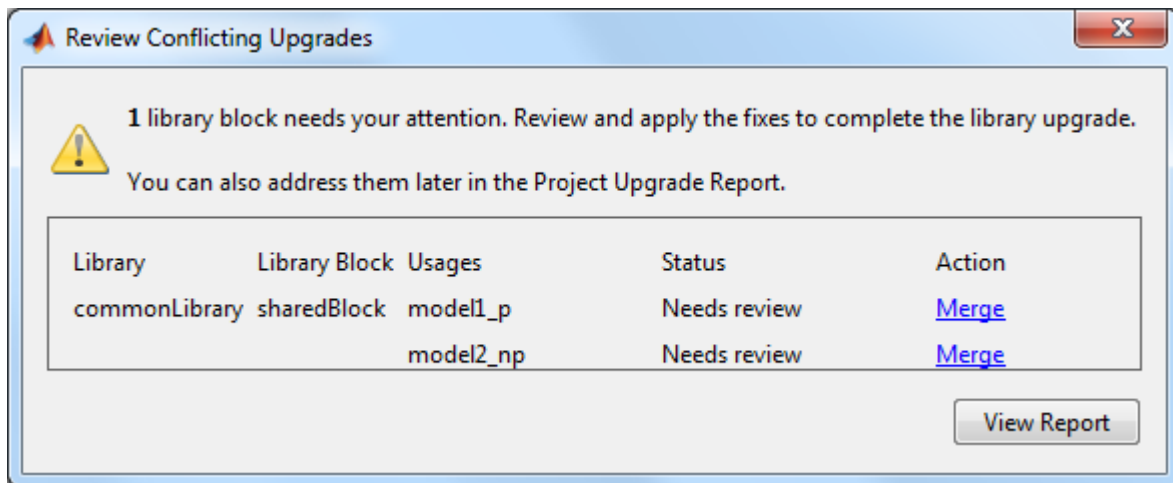 Review Conflicting Upgrades
1 library block needs your attention. Review and apply the fixes to complete the library upgrade.
You can also address them later in the Project Upgrade Report.
Library Library Block Usages Status Action
commonLibrary sharedBlock model1_p Needs review Merge
model2_np Needs review Merge
View Report